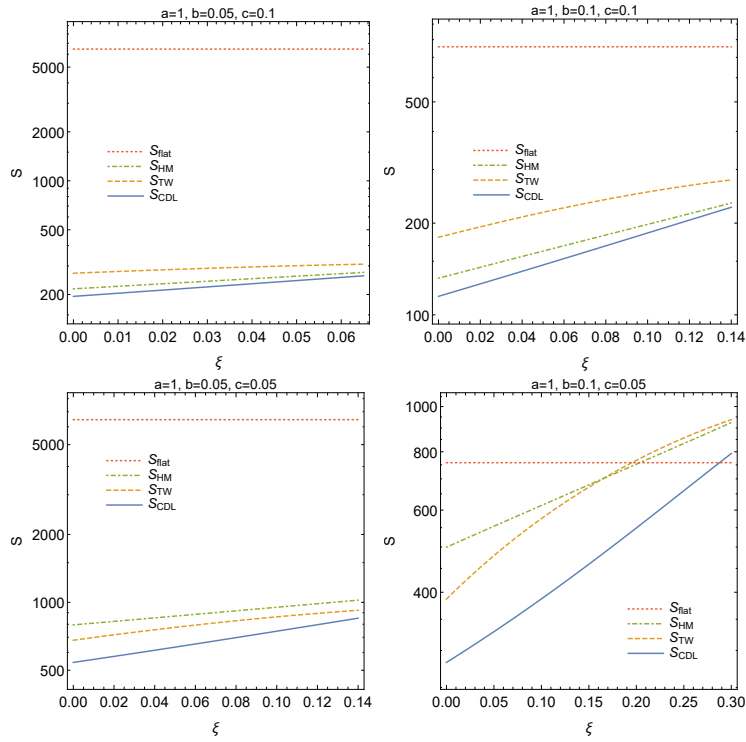 a=1, b=0.05, c=0.1
5000
2000
1000
500
200
S
S_flat
S_HM
S_TW
S_CDL
0.00 0.01 0.02 0.03 0.04 0.05 0.06
ξ
a=1, b=0.1, c=0.1
500
200
100
S
S_flat
S_HM
S_TW
S_CDL
0.00 0.02 0.04 0.06 0.08 0.10 0.12 0.14
ξ
a=1, b=0.05, c=0.05
5000
2000
1000
500
S
S_flat
S_HM
S_TW
S_CDL
0.00 0.02 0.04 0.06 0.08 0.10 0.12 0.14
ξ
a=1, b=0.1, c=0.05
1000
800
600
400
S
S_flat
S_HM
S_TW
S_CDL
0.00 0.05 0.10 0.15 0.20 0.25 0.30
ξ